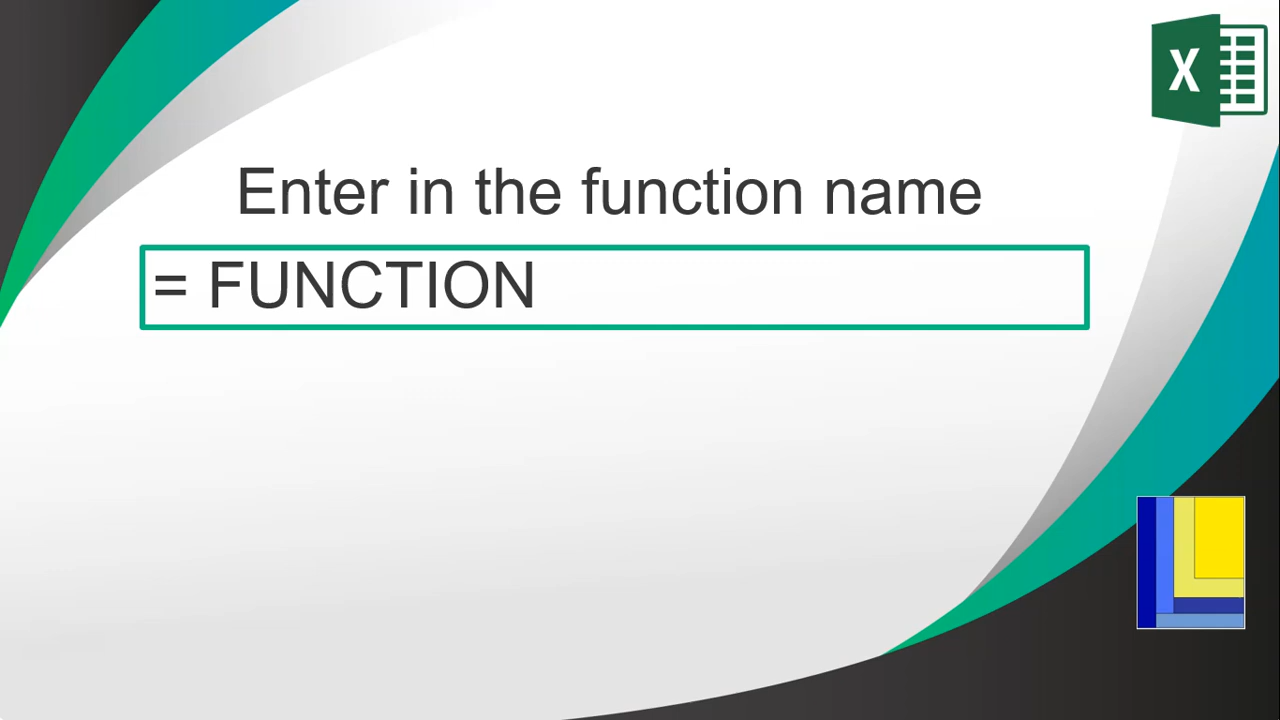 X
Enter in the function name
= FUNCTION